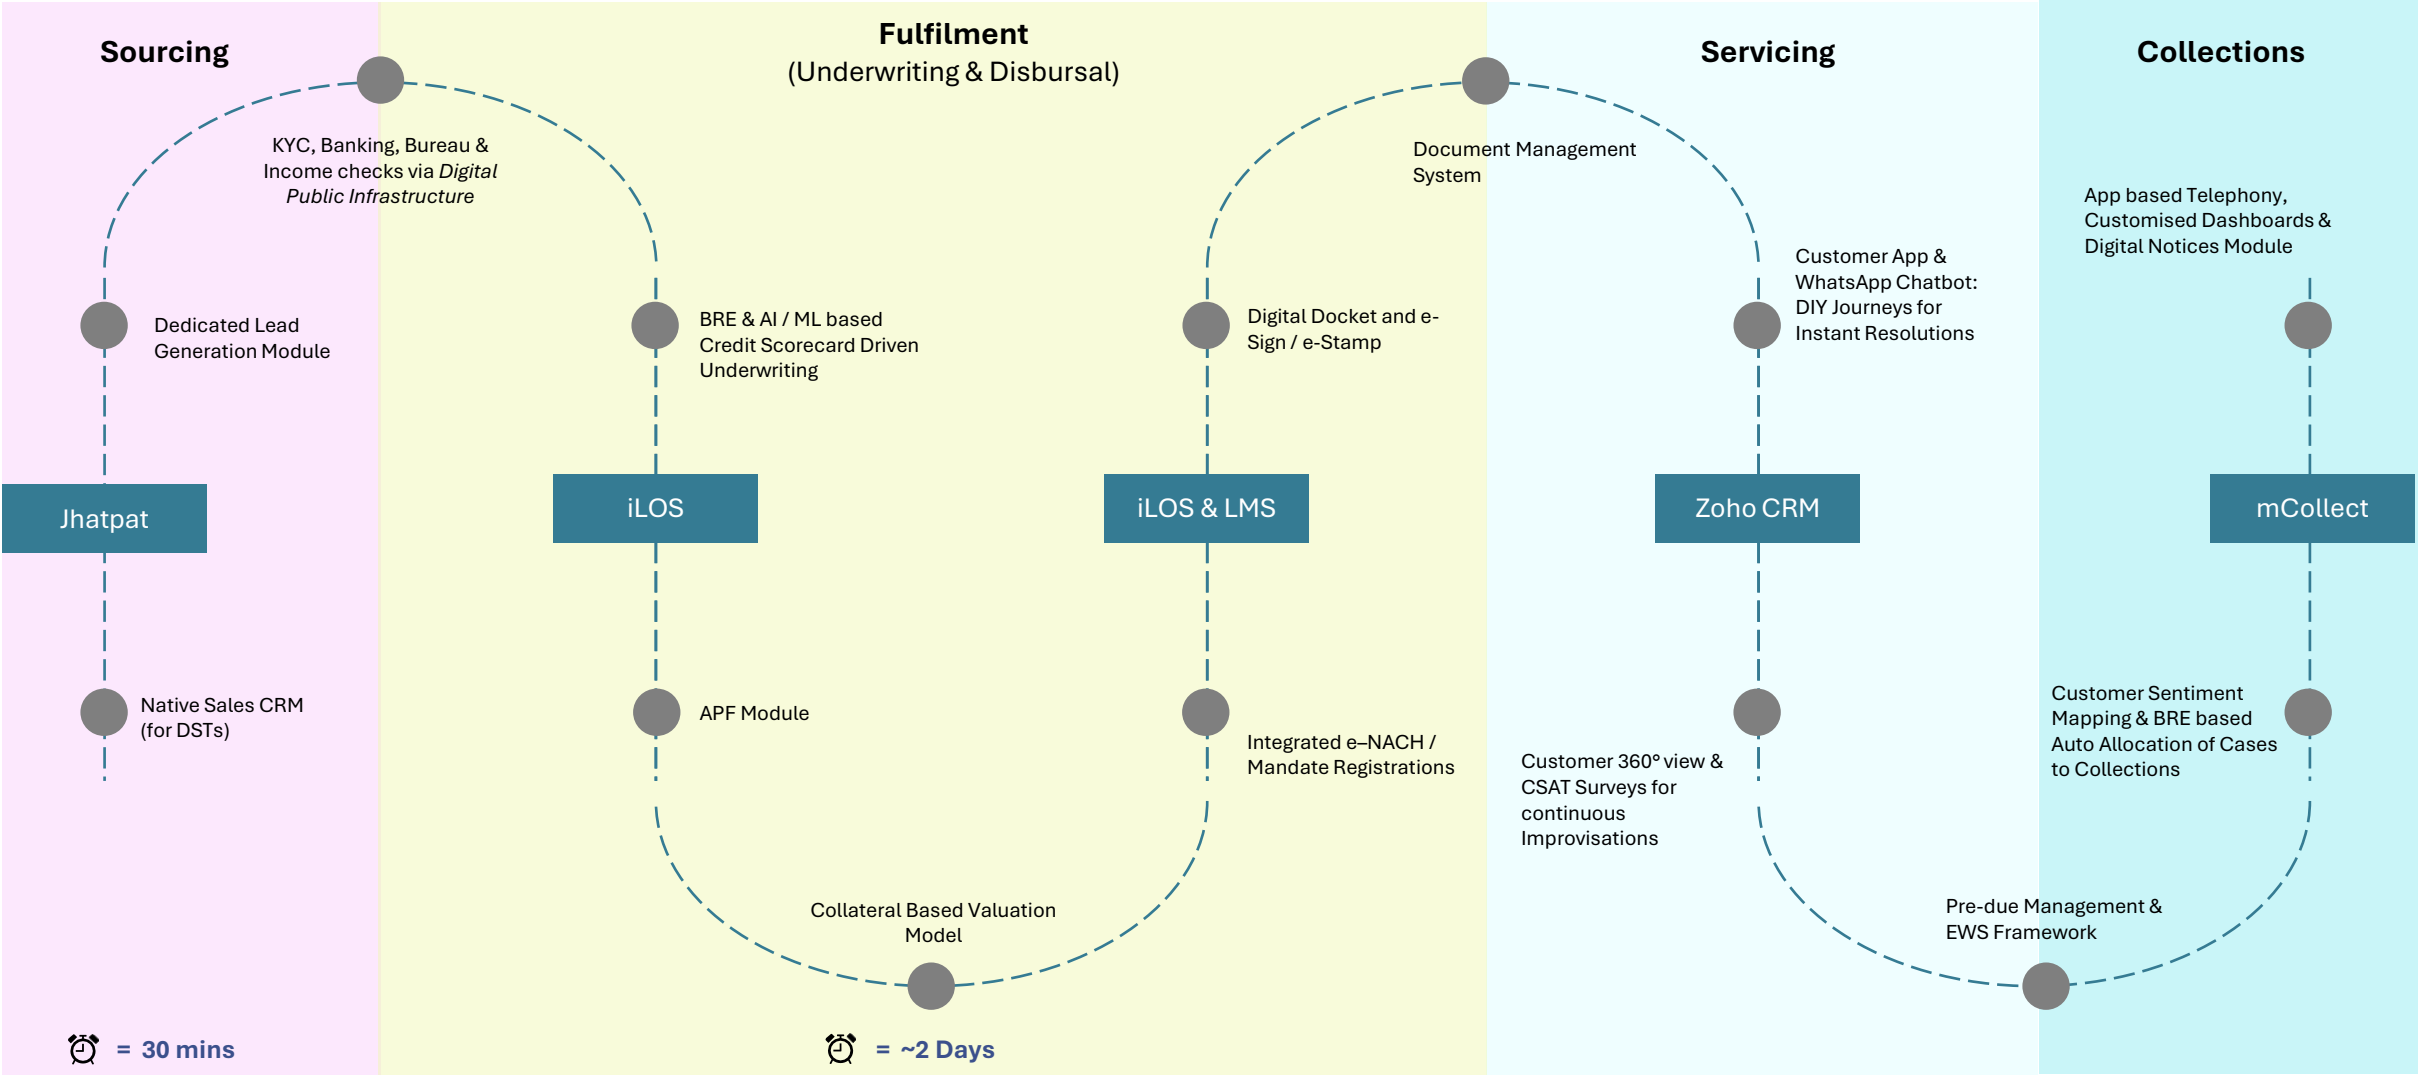 Sourcing
Fulfilment
(Underwriting & Disbursal)
Servicing
Collections
KYC, Banking, Bureau &
Income checks via Digital
Public Infrastructure
Document Management
System
App based Telephony,
Customised Dashboards &
Digital Notices Module
Dedicated Lead
Generation Module
BRE & AI / ML based
Credit Scorecard Driven
Underwriting
Digital Docket and e-
Sign / e-Stamp
Customer App &
WhatsApp Chatbot:
DIY Journeys for
Instant Resolutions
Jhatpat
iLOS
iLOS & LMS
Zoho CRM
mCollect
Native Sales CRM
(for DSTs)
APF Module
Integrated e–NACH /
Mandate Registrations
Customer 360° view &
CSAT Surveys for
continuous
Improvisations
Customer Sentiment
Mapping & BRE based
Auto Allocation of Cases
to Collections
Collateral Based Valuation
Model
Pre-due Management &
EWS Framework
= 30 mins
= ~2 Days